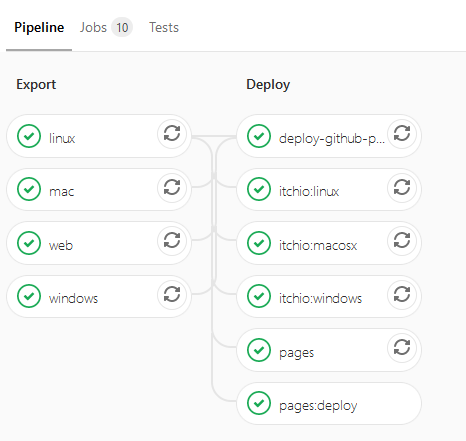 Pipeline Jobs 10 Tests
Export
linux
mac
web
windows
Deploy
deploy-github-p...
itchio:linux
itchio:macosx
itchio:windows
pages
pages:deploy